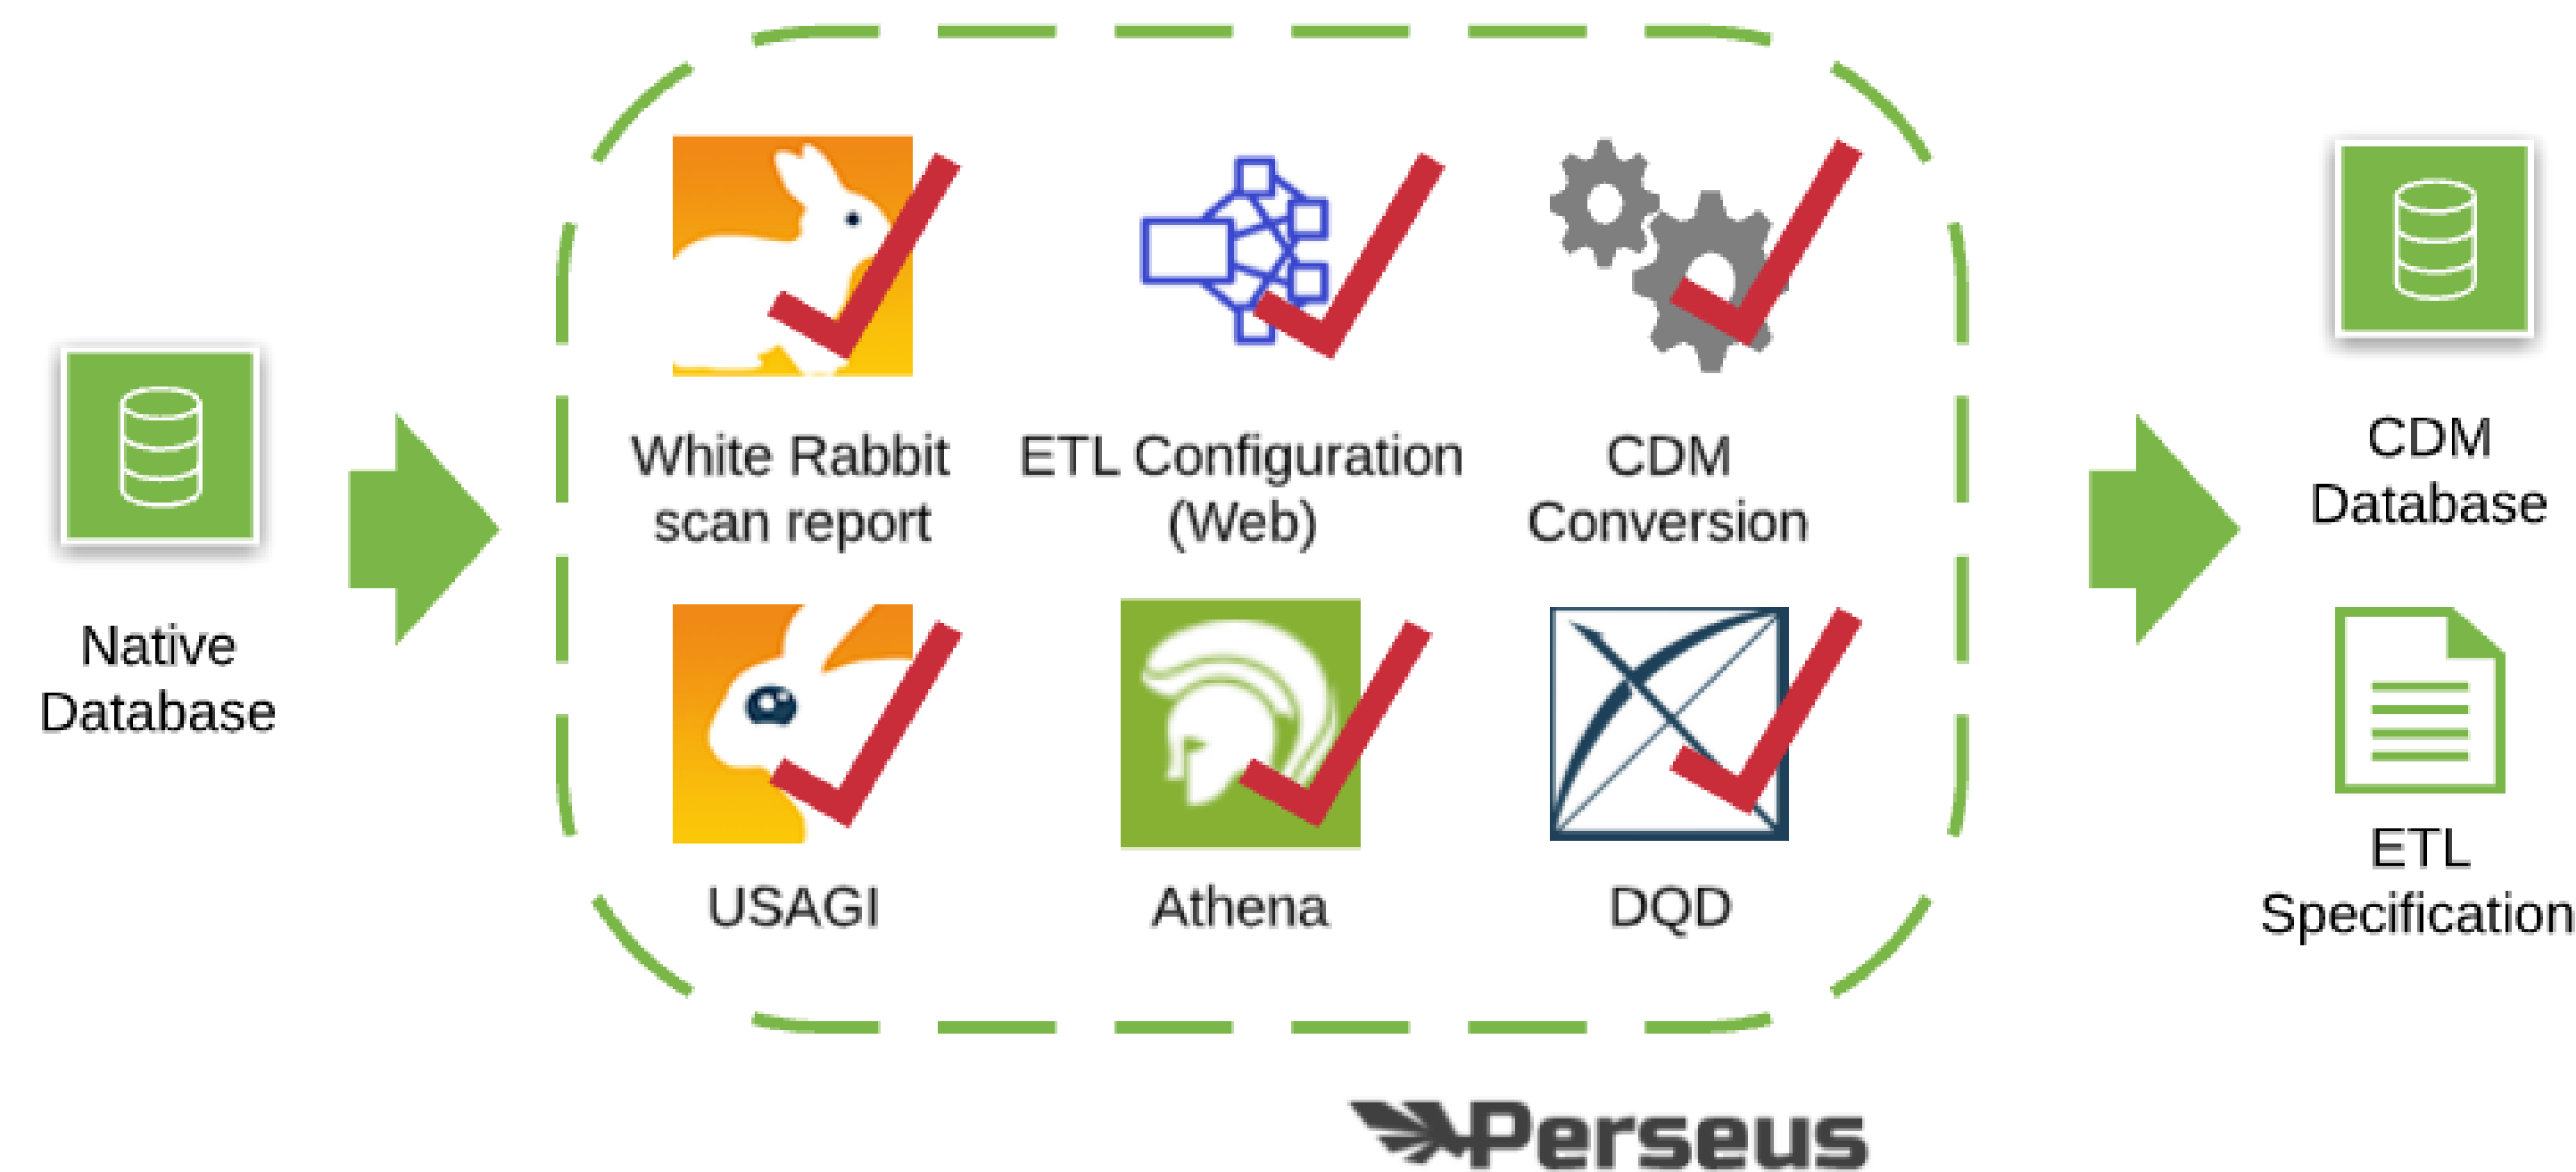 Native
Database
White Rabbit
scan report
ETL Configuration
(Web)
CDM
Conversion
USAGI
Athena
DQD
CDM
Database
ETL
Specification
Perseus